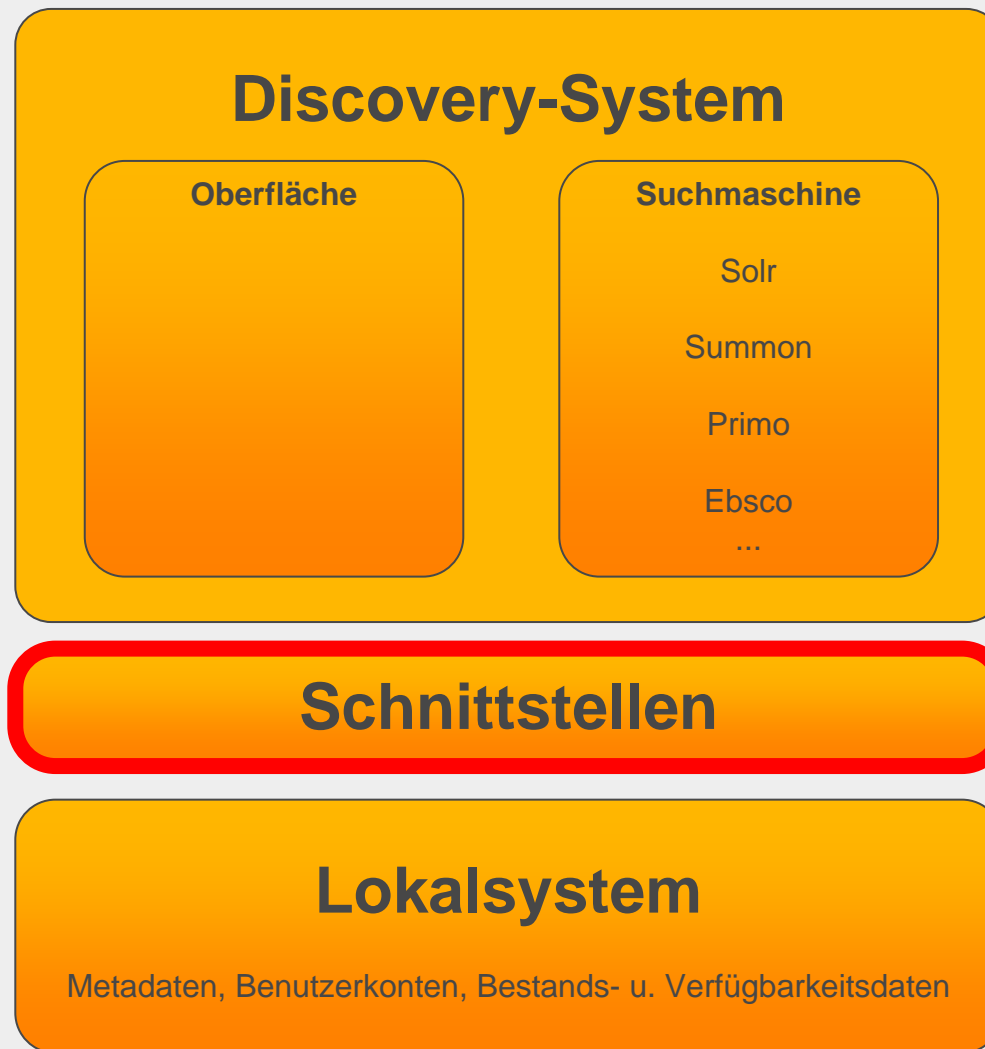 Discovery-System
Oberfläche
Suchmaschine
Solr
Summon
Primo
Ebsco
...
Schnittstellen
Lokalsystem
Metadaten, Benutzerkonten, Bestands- u. Verfügbarkeitsdaten